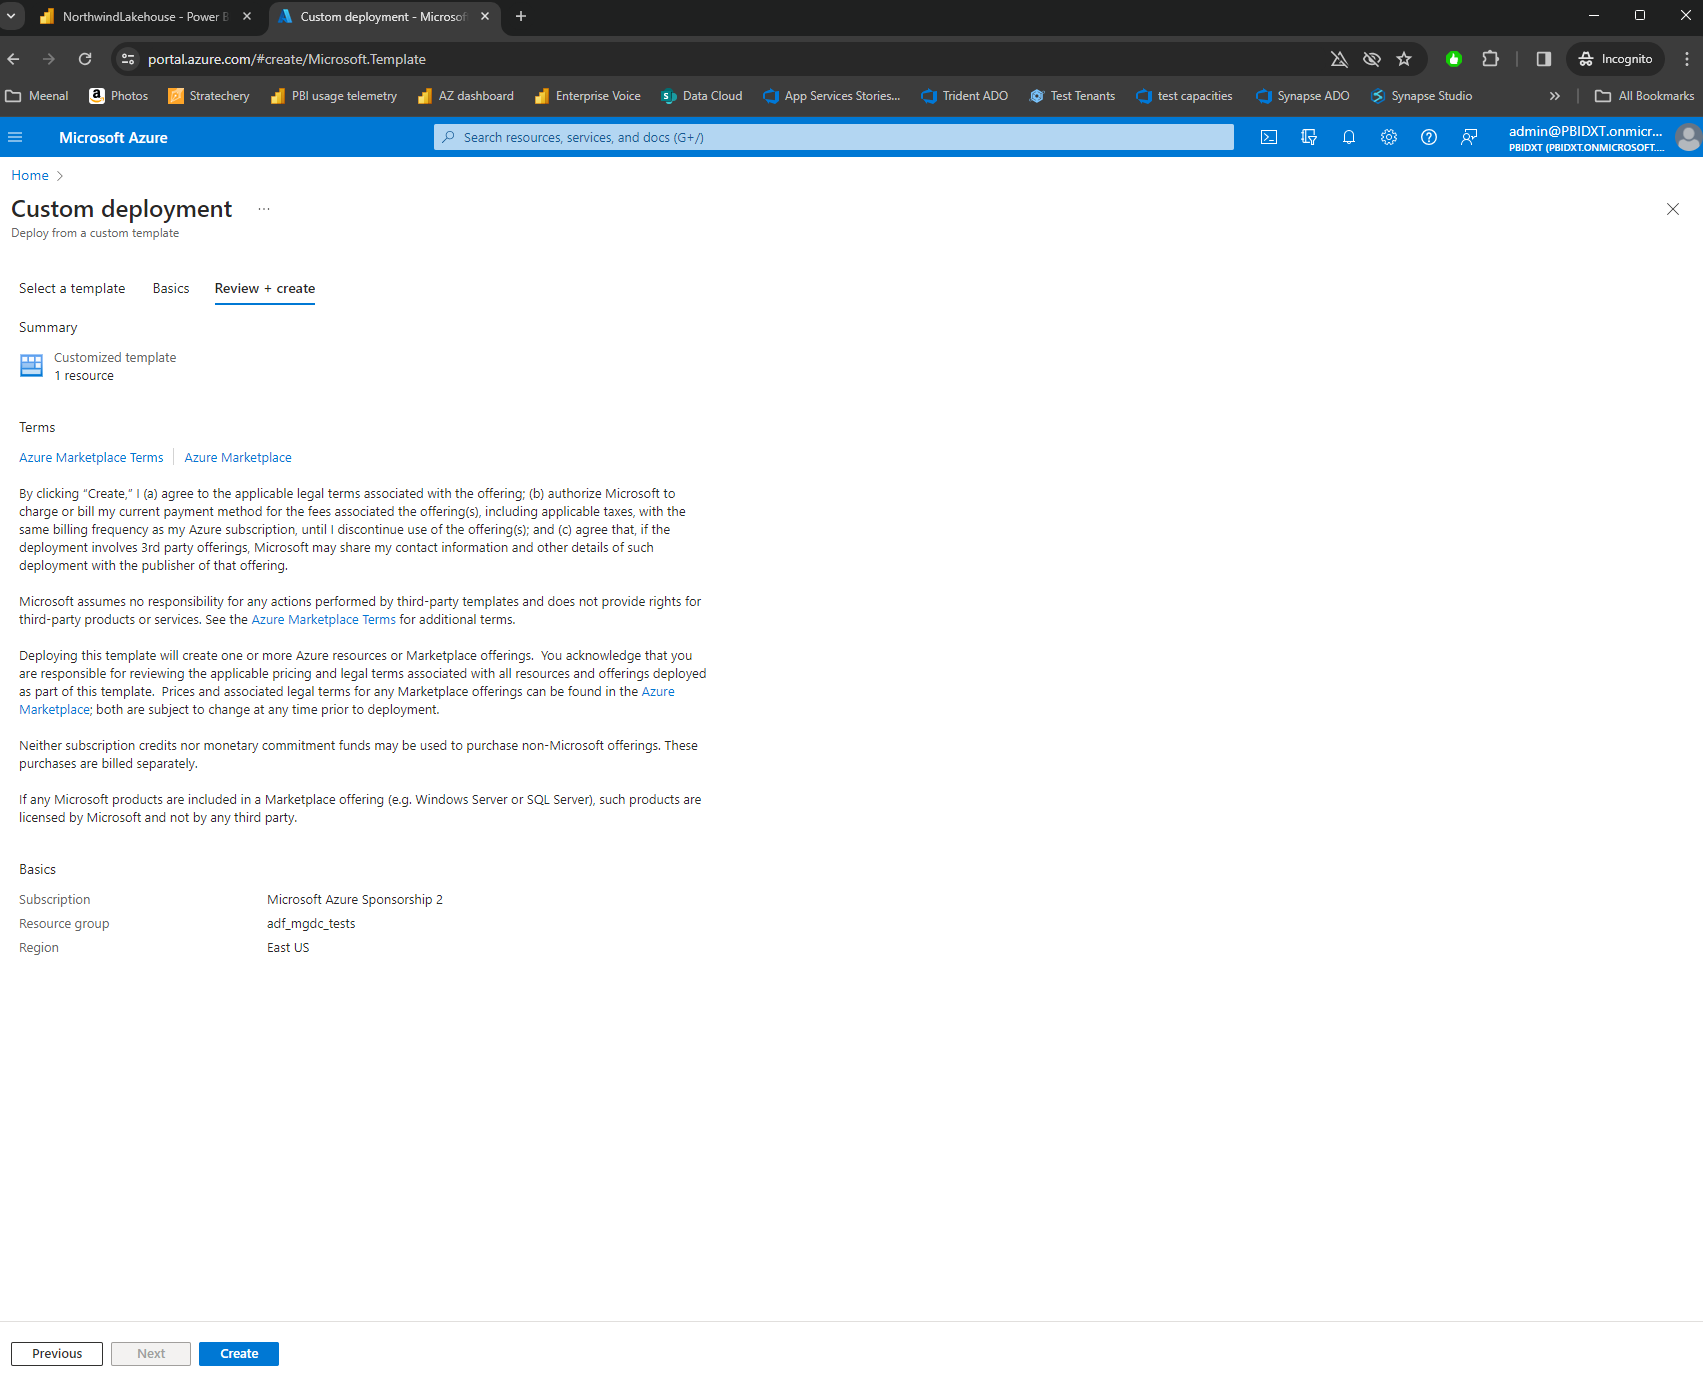 NorthwindLakehouse - Power B
Custom deployment - Microsof
portal.azure.com/#create/Microsoft.Template
Incognito
Meenal
Photos
Stratechery
PBI usage telemetry
AZ dashboard
Enterprise Voice
Data Cloud
App Services Stories...
Trident ADO
Test Tenants
test capacities
Synapse ADO
Synapse Studio
»
All Bookmarks
Microsoft Azure
Search resources, services, and docs (G+/)
admin@PBIDXT.onmicr...
PBIDXT (PBIDXT.ONMICROSOFT....
Home
Custom deployment
...
Deploy from a custom template
Select a template
Basics
Review + create
Summary
Customized template
1 resource
Terms
Azure Marketplace Terms
Azure Marketplace
By clicking “Create,” I (a) agree to the applicable legal terms associated with the offering; (b) authorize Microsoft to
charge or bill my current payment method for the fees associated the offering(s), including applicable taxes, with the
same billing frequency as my Azure subscription, until I discontinue use of the offering(s); and (c) agree that, if the
deployment involves 3rd party offerings, Microsoft may share my contact information and other details of such
deployment with the publisher of that offering.
Microsoft assumes no responsibility for any actions performed by third-party templates and does not provide rights for
third-party products or services. See the Azure Marketplace Terms for additional terms.
Deploying this template will create one or more Azure resources or Marketplace offerings.  You acknowledge that you
are responsible for reviewing the applicable pricing and legal terms associated with all resources and offerings deployed
as part of this template.  Prices and associated legal terms for any Marketplace offerings can be found in the Azure
Marketplace; both are subject to change at any time prior to deployment.
Neither subscription credits nor monetary commitment funds may be used to purchase non-Microsoft offerings. These
purchases are billed separately.
If any Microsoft products are included in a Marketplace offering (e.g. Windows Server or SQL Server), such products are
licensed by Microsoft and not by any third party.
Basics
Subscription
Microsoft Azure Sponsorship 2
Resource group
adf_mgdc_tests
Region
East US
Previous
Next
Create